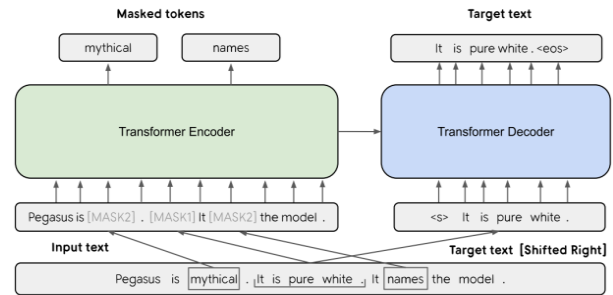 Masked tokens
Target text
mythical
names
It is pure white . <eos>
Transformer Encoder
Transformer Decoder
Pegasus is [MASK2] . [MASK1] It [MASK2] the model .
<s> It is pure white .
Input text
Target text [Shifted Right]
Pegasus is mythical . It is pure white . It names the model .